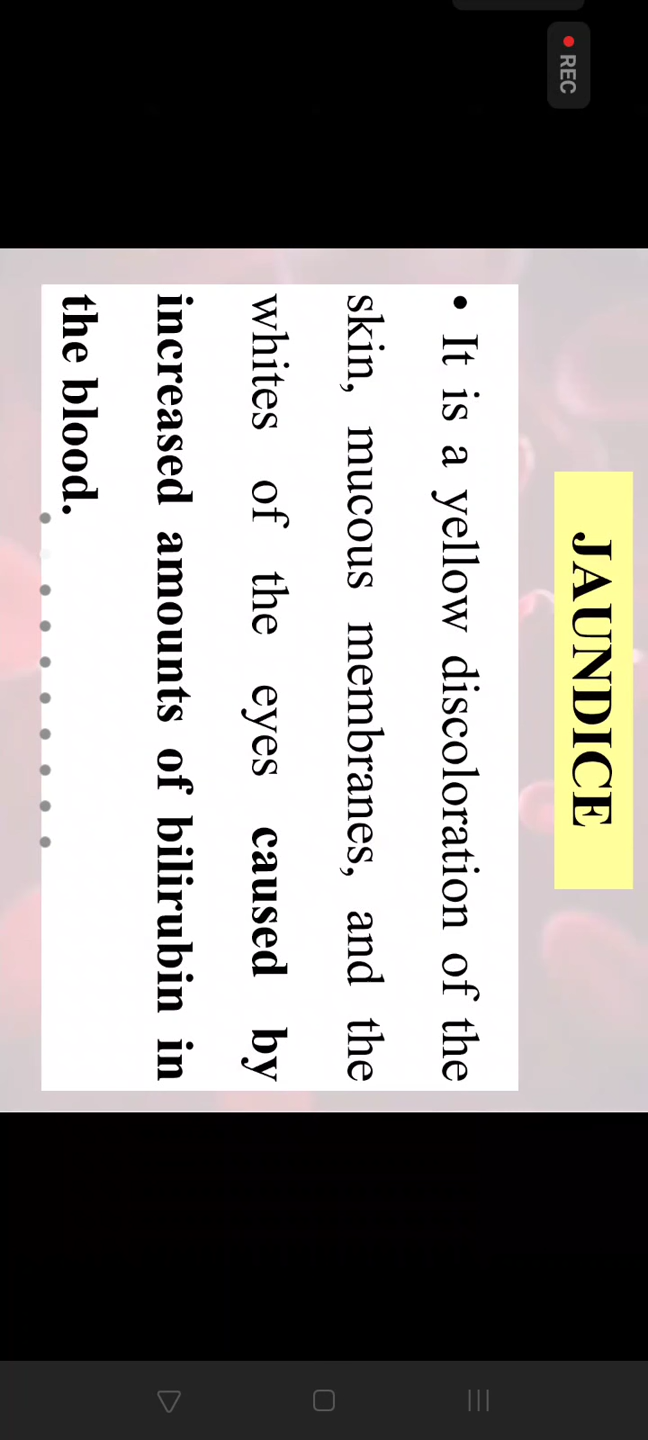 REC
JAUNDICE
• It is a yellow discoloration of the
skin, mucous membranes, and the
whites of the eyes caused by
increased amounts of bilirubin in
the blood.